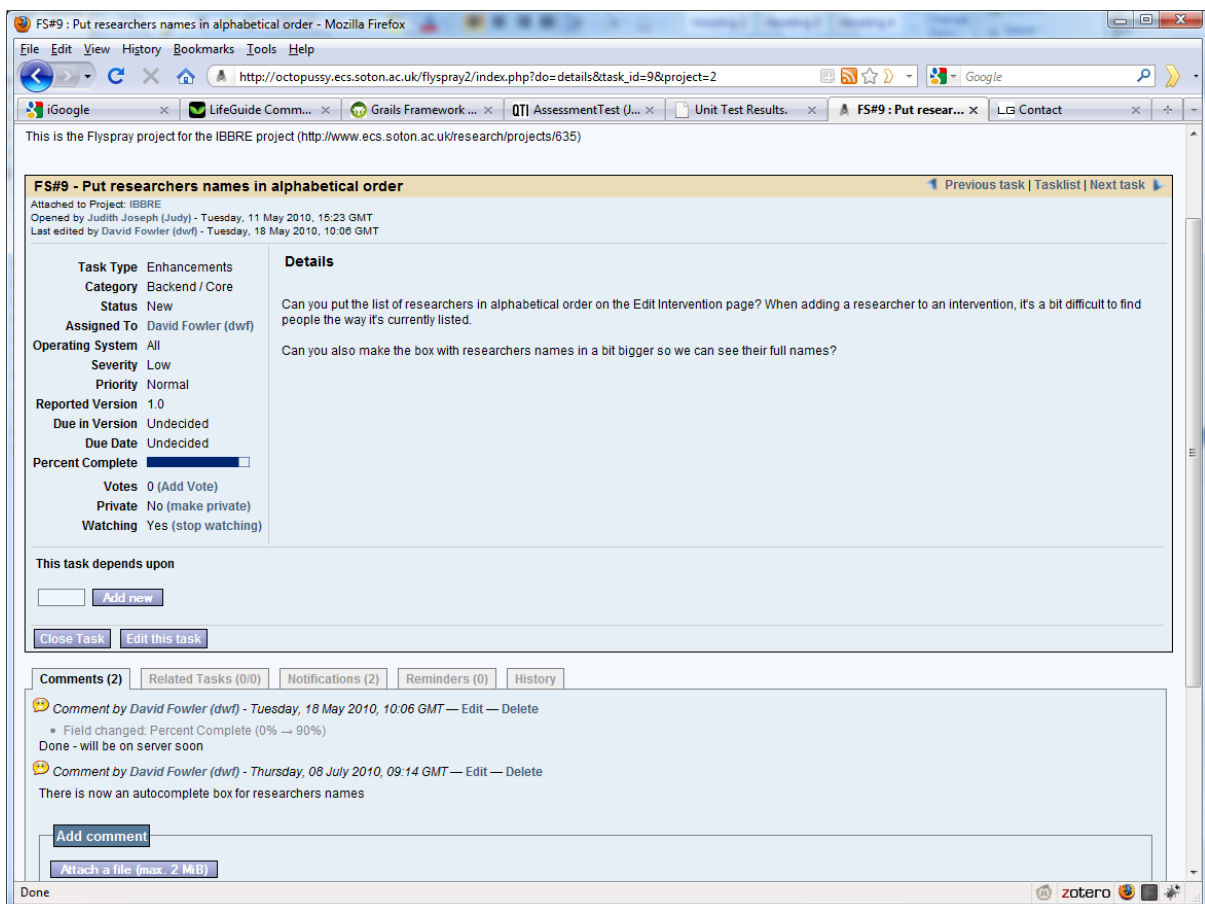 FS#9 : Put researchers names in alphabetical order - Mozilla Firefox
File Edit View History Bookmarks Tools Help
http://octopussy.ecs.soton.ac.uk/flyspray2/index.php?do=details&task_id=9&project=2 Google
iGoogle LifeGuide Comm... Grails Framework ... QTI AssessmentTest (J... Unit Test Results. FS#9 : Put resear... LG Contact
This is the Flyspray project for the IBBRE project (http://www.ecs.soton.ac.uk/research/projects/635)
FS#9 - Put researchers names in alphabetical order Previous task | Tasklist | Next task
Attached to Project: IBBRE
Opened by Judith Joseph (Judy) - Tuesday, 11 May 2010, 15:23 GMT
Last edited by David Fowler (dwf) - Tuesday, 18 May 2010, 10:06 GMT
Task Type Enhancements
Category Backend / Core
Status New
Assigned To David Fowler (dwf)
Operating System All
Severity Low
Priority Normal
Reported Version 1.0
Due in Version Undecided
Due Date Undecided
Percent Complete
Votes 0 (Add Vote)
Private No (make private)
Watching Yes (stop watching)
Details
Can you put the list of researchers in alphabetical order on the Edit Intervention page? When adding a researcher to an intervention, it's a bit difficult to find
people the way it's currently listed.
Can you also make the box with researchers names in a bit bigger so we can see their full names?
This task depends upon
Add new
Close Task Edit this task
Comments (2) Related Tasks (0/0) Notifications (2) Reminders (0) History
Comment by David Fowler (dwf) - Tuesday, 18 May 2010, 10:06 GMT — Edit — Delete
• Field changed: Percent Complete (0% → 90%)
Done - will be on server soon
Comment by David Fowler (dwf) - Thursday, 08 July 2010, 09:14 GMT — Edit — Delete
There is now an autocomplete box for researchers names
Add comment
Attach a file (max. 2 MiB)
Done zotero